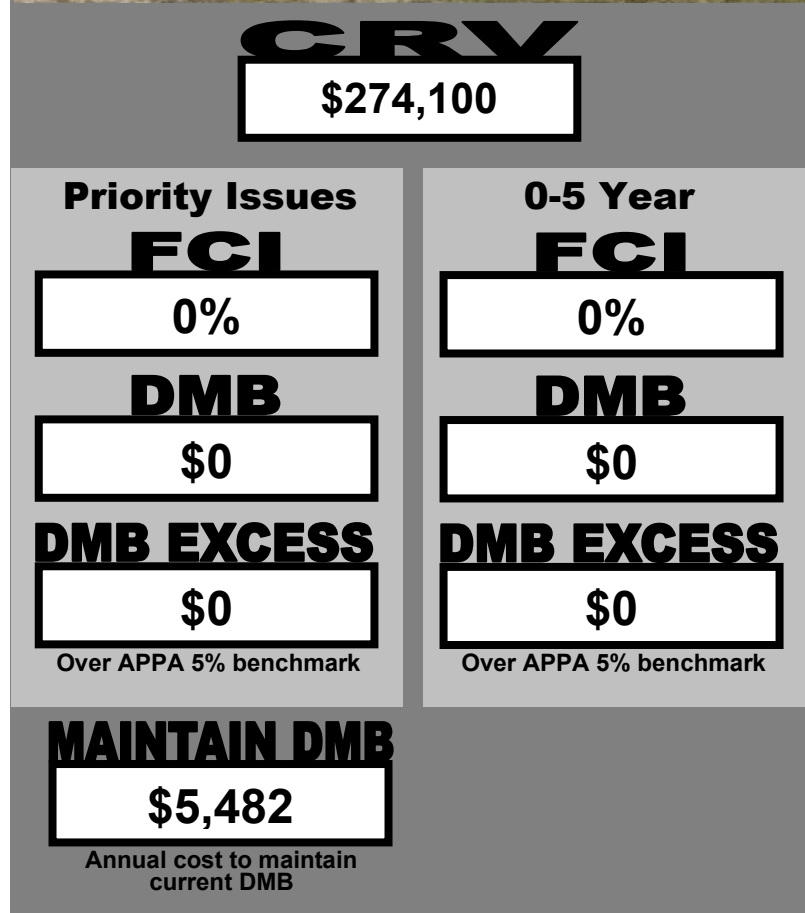 CRV
$274,100
Priority Issues
FCI
0%
DMB
$0
DMB EXCESS
$0
Over APPA 5% benchmark
0-5 Year
FCI
0%
DMB
$0
DMB EXCESS
$0
Over APPA 5% benchmark
MAINTAIN DMB
$5,482
Annual cost to maintain
current DMB